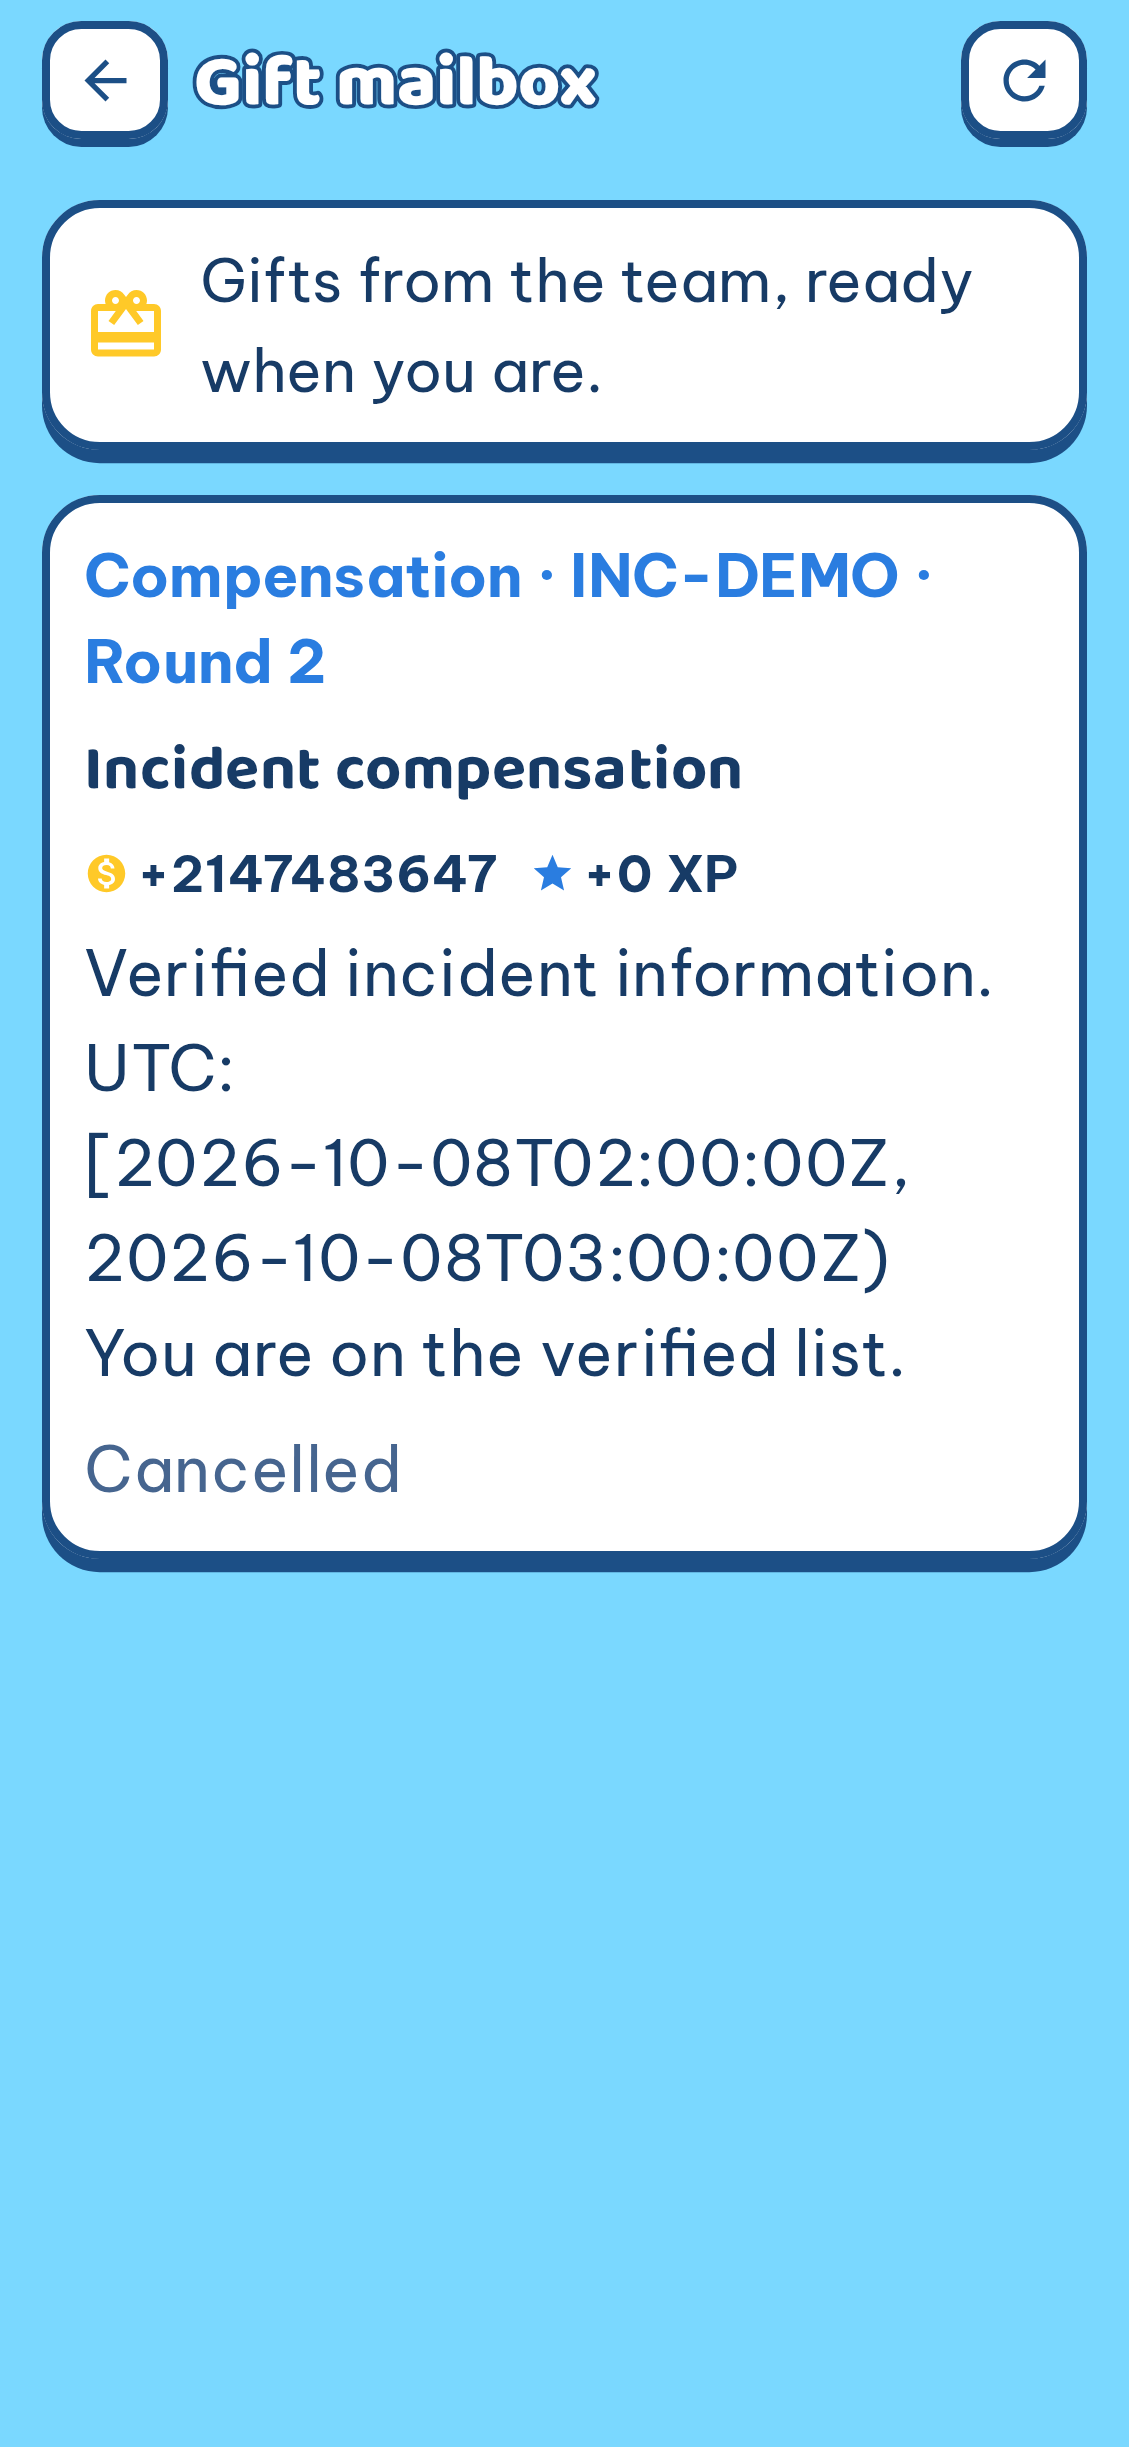 Gift mailbox
Gifts from the team, ready
when you are.
Compensation · INC-DEMO ·
Round 2
Incident compensation
+2147483647 +0 XP
Verified incident information.
UTC:
[2026-10-08T02:00:00Z,
2026-10-08T03:00:00Z)
You are on the verified list.
Cancelled